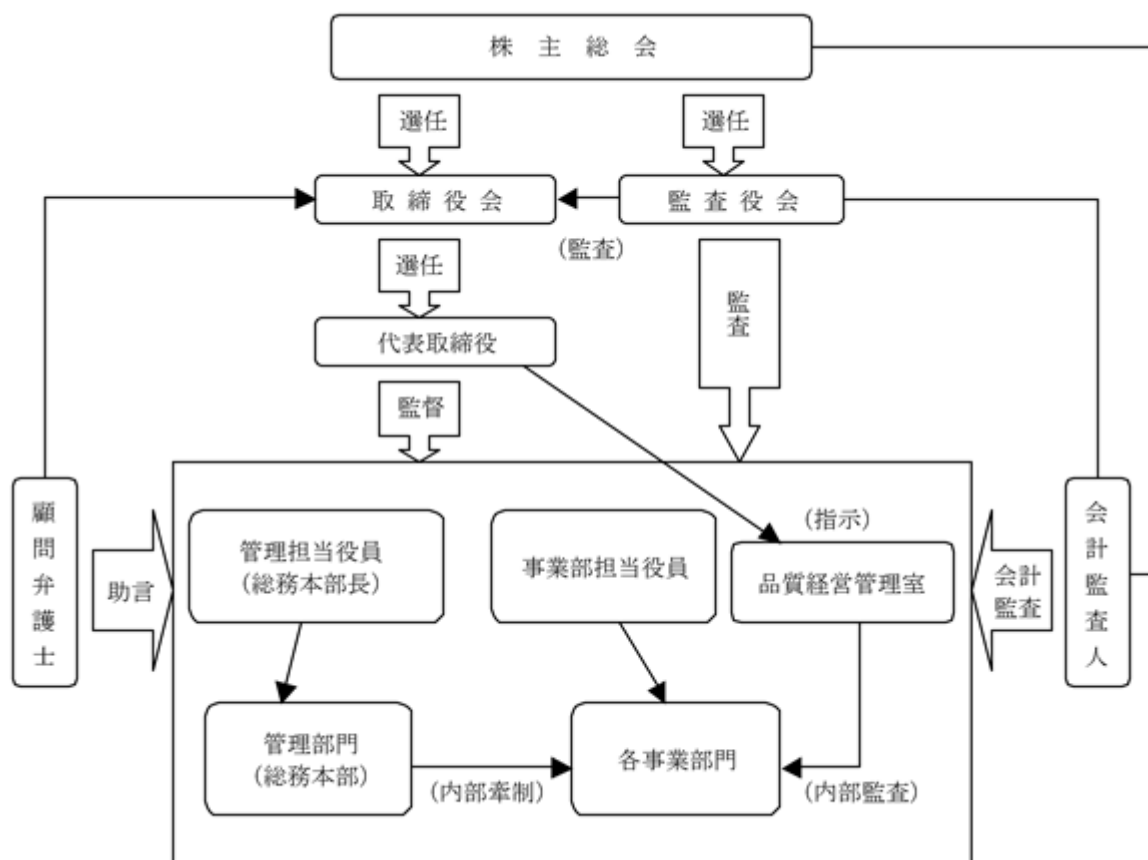 株主総会
選任
選任
取締役会
監査役会
(監査)
選任
監査
代表取締役
監督
顧問弁護士
助言
管理担当役員
(総務本部長)
事業部担当役員
(指示)
品質経営管理室
会計
監査
会計監査人
管理部門
(総務本部)
各事業部門
(内部牽制)
(内部監査)